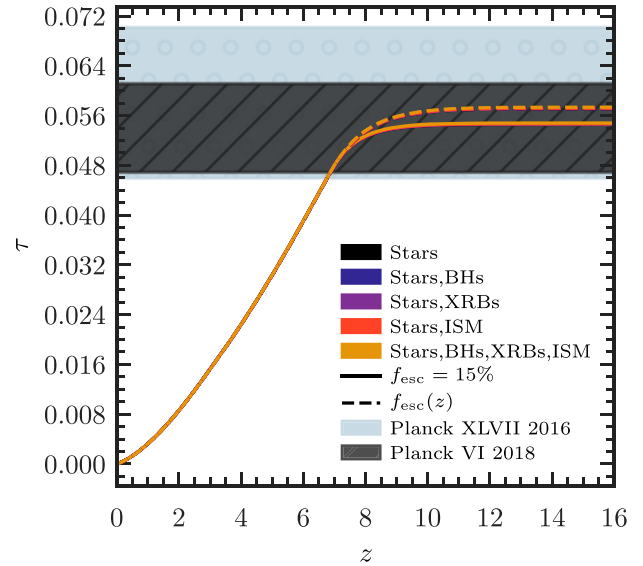 0.072
0.064
0.056
0.048
0.040
0.032
0.024
0.016
0.008
0.000
τ
Stars
Stars,BHs
Stars,XRBs
Stars,ISM
Stars,BHs,XRBs,ISM
f_esc = 15%
f_esc(z)
Planck XLVII 2016
Planck VI 2018
0 2 4 6 8 10 12 14 16
z